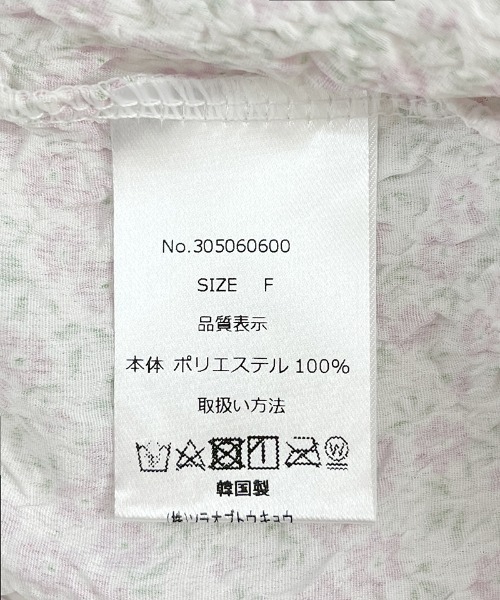 No.305060600
SIZE F
品質表示
本体 ポリエステル 100%
取扱い方法
W
韓国製